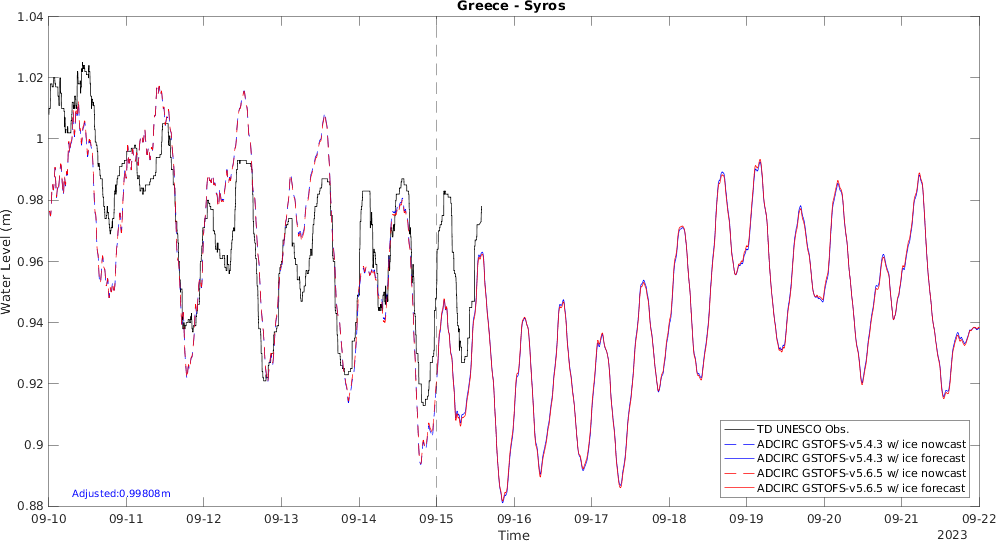 Greece - Syros
1.04
1.02
1
0.98
0.96
0.94
0.92
0.9
0.88
Water Level (m)
Adjusted:0.99808m
TD UNESCO Obs.
ADCIRC GSTOFS-v5.4.3 w/ ice nowcast
ADCIRC GSTOFS-v5.4.3 w/ ice forecast
ADCIRC GSTOFS-v5.6.5 w/ ice nowcast
ADCIRC GSTOFS-v5.6.5 w/ ice forecast
09-10 09-11 09-12 09-13 09-14 09-15 09-16 09-17 09-18 09-19 09-20 09-21 09-22
Time
2023